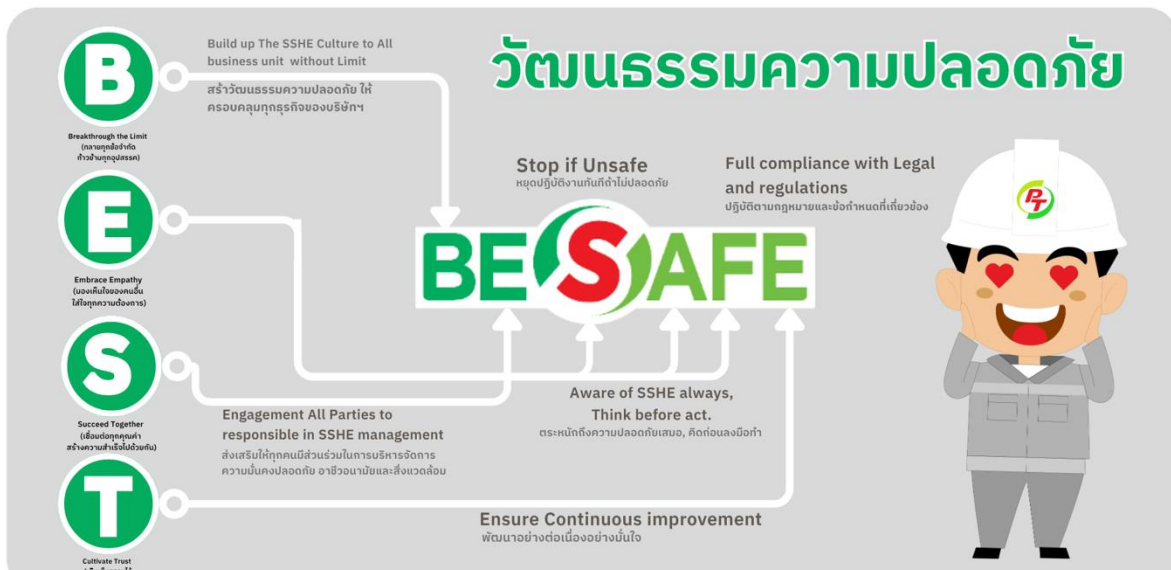 วัฒนธรรมความปลอดภัย
B
Breakthrough the Limit
(ทลายทุกข้อจำกัด
ก้าวข้ามทุกอุปสรรค)
Build up The SSHE Culture to All
business unit without Limit
สร้างวัฒนธรรมความปลอดภัย ให้
ครอบคลุมทุกธุรกิจของบริษัทฯ
E
Embrace Empathy
(มองเห็นใจของคนอื่น
ใส่ใจทุกความต้องการ)
Stop if Unsafe
หยุดปฏิบัติงานทันทีถ้าไม่ปลอดภัย
Full compliance with Legal
and regulations
ปฏิบัติตามกฎหมายและข้อกำหนดที่เกี่ยวข้อง
PT
BESAFE
S
Succeed Together
(เชื่อมต่อทุกคุณค่า
สร้างความสำเร็จไปด้วยกัน)
Engagement All Parties to
responsible in SSHE management
ส่งเสริมให้ทุกคนมีส่วนร่วมในการบริหารจัดการ
ความมั่นคงปลอดภัย อาชีวอนามัยและสิ่งแวดล้อม
Aware of SSHE always,
Think before act.
ตระหนักถึงความปลอดภัยเสมอ, คิดก่อนลงมือทำ
T
Cultivate Trust
Ensure Continuous improvement
พัฒนาอย่างต่อเนื่องอย่างมั่นใจ